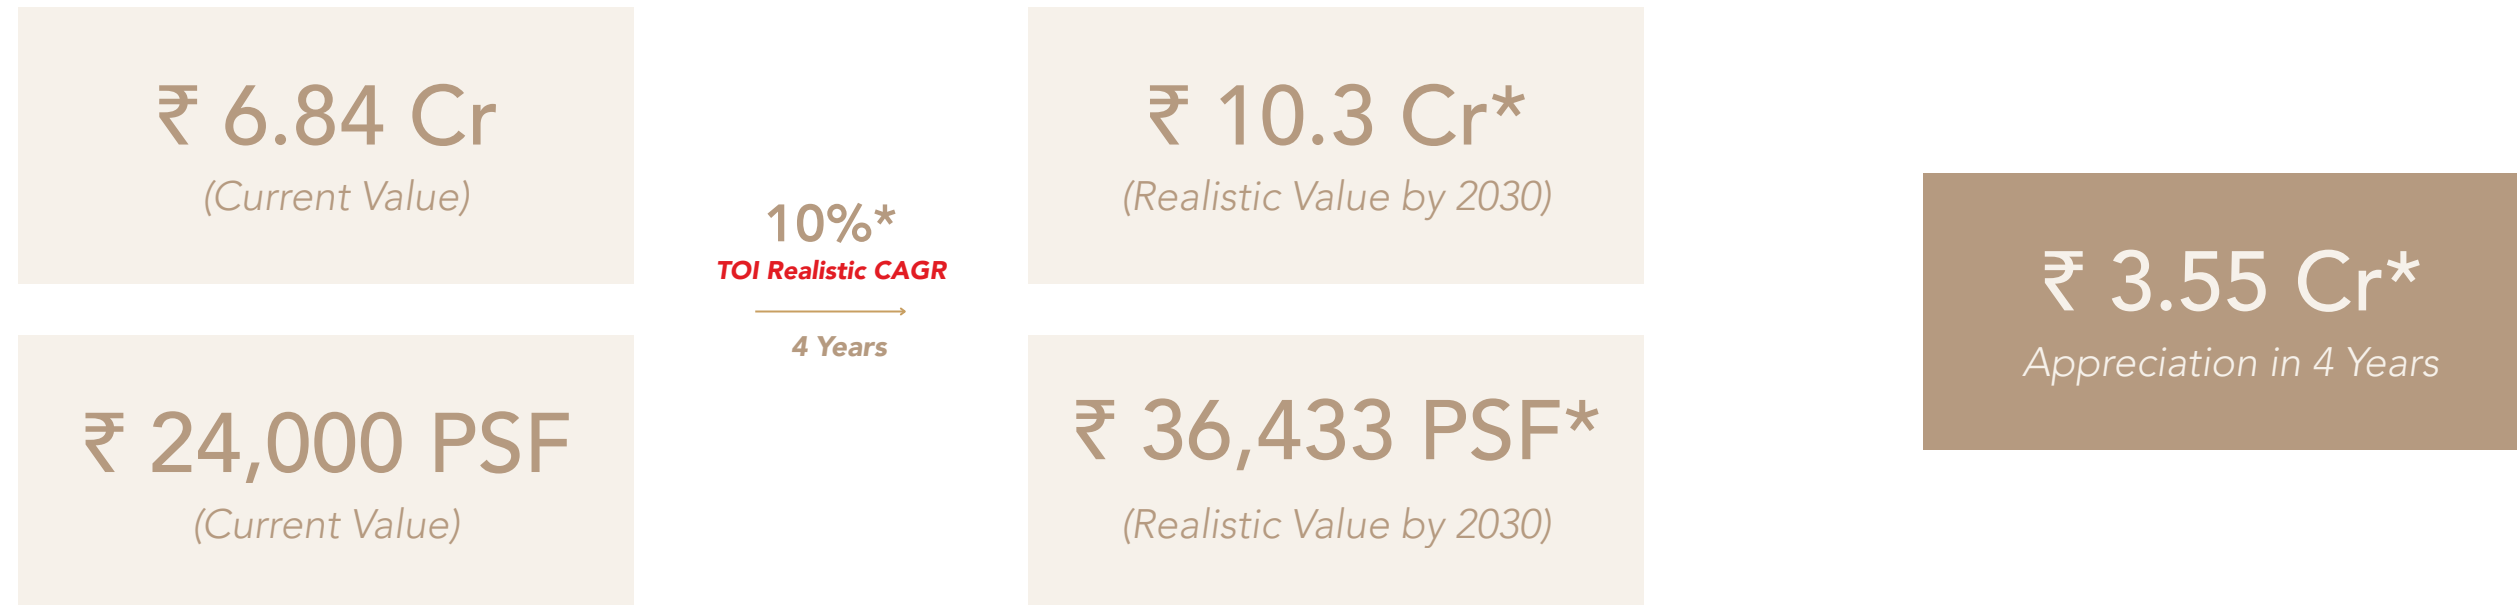 ₹ 6.84 Cr
(Current Value)
₹ 24,000 PSF
(Current Value)
10%*
TOI Realistic CAGR
4 Years
₹ 10.3 Cr*
(Realistic Value by 2030)
₹ 36,433 PSF*
(Realistic Value by 2030)
₹ 3.55 Cr*
Appreciation in 4 Years